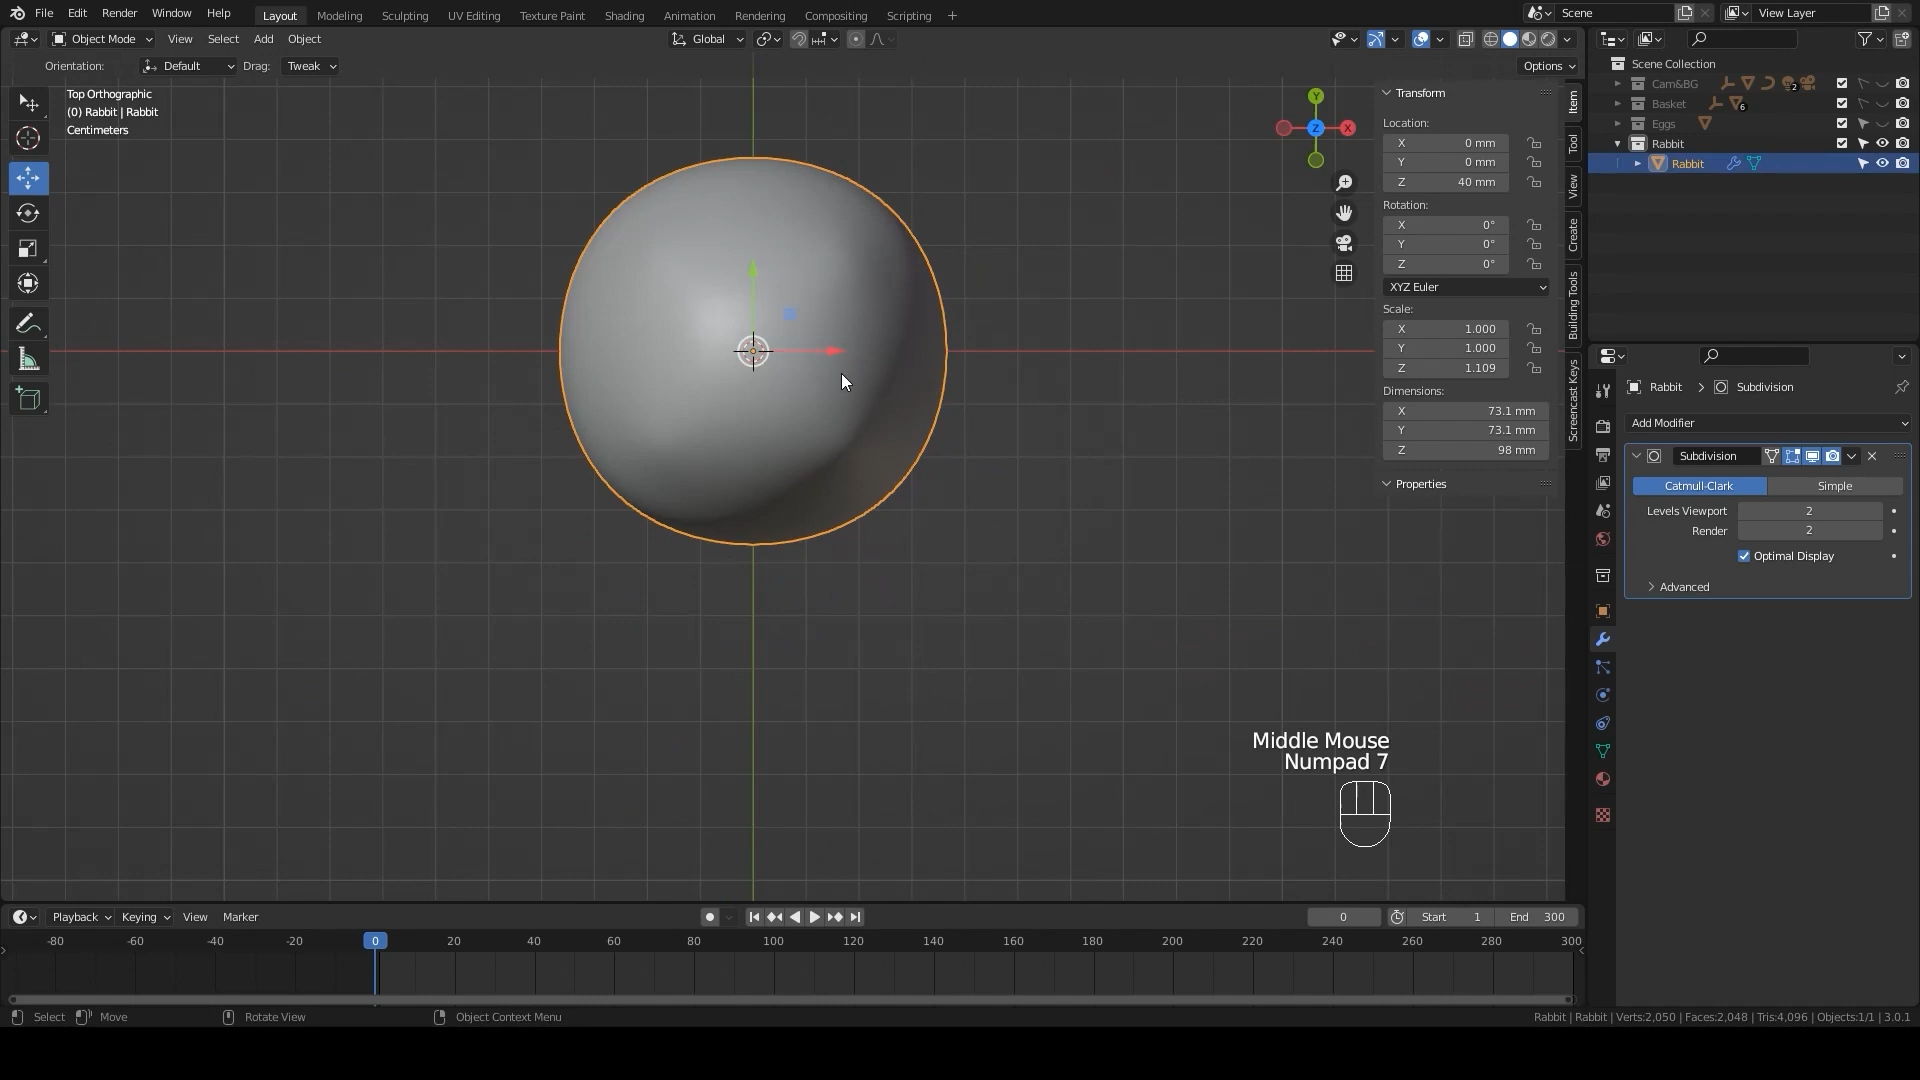 File Edit Render Window Help Layout Modeling Sculpting UV Editing Texture Paint Shading Animation Rendering Compositing Scripting + Scene View Layer
Object Mode View Select Add Object Global
Orientation: Default Drag: Tweak Options
Top Orthographic
(0) Rabbit | Rabbit
Centimeters
Y
Z
X
Transform
Location:
X 0 mm
Y 0 mm
Z 40 mm
Rotation:
X 0°
Y 0°
Z 0°
XYZ Euler
Scale:
X 1.000
Y 1.000
Z 1.109
Dimensions:
X 73.1 mm
Y 73.1 mm
Z 98 mm
Properties
Item
Tool
View
Create
Building Tools
Screencast Keys
Scene Collection
Cam&BG 2
Basket 6
Eggs
Rabbit
Rabbit
Rabbit > Subdivision
Add Modifier
Subdivision
Catmull-Clark Simple
Levels Viewport 2
Render 2
Optimal Display
Advanced
Middle Mouse
Numpad 7
Playback Keying View Marker 0 Start 1 End 300
-80 -60 -40 -20 0 20 40 60 80 100 120 140 160 180 200 220 240 260 280 300
Select Move Rotate View Object Context Menu Rabbit | Rabbit | Verts:2,050 | Faces:2,048 | Tris:4,096 | Objects:1/1 | 3.0.1